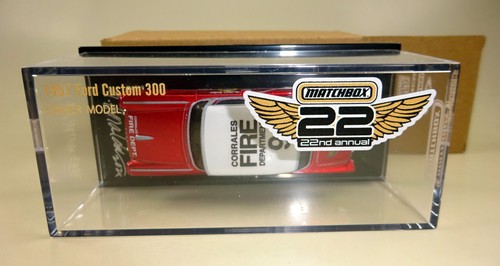 Ford Custom 300
MODEL
MATCHBOX
22
22nd annual
CORRALES
FIRE
DEPARTMENT
FIRE DEPT.